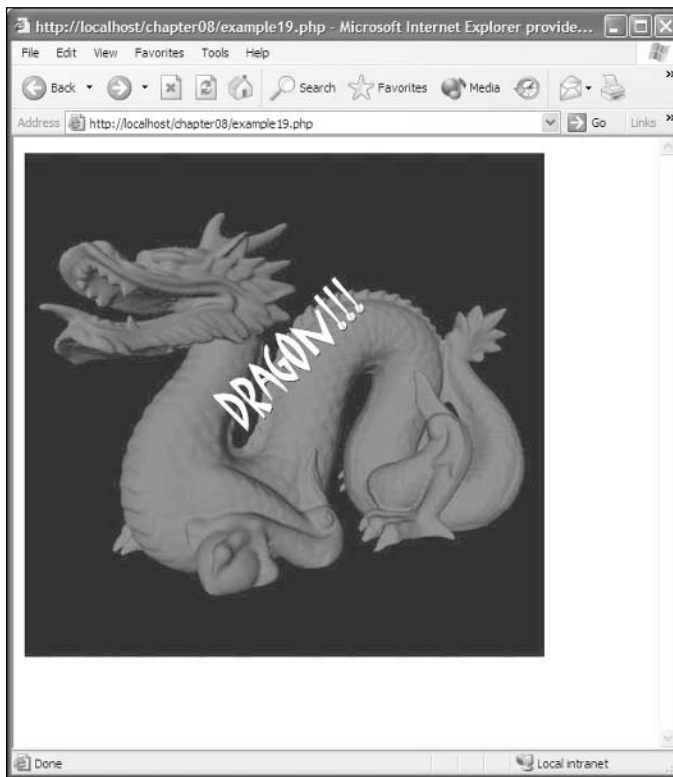 http://localhost/chapter08/example19.php - Microsoft Internet Explorer provide...
File Edit View Favorites Tools Help
Back Search Favorites Media
Address http://localhost/chapter08/example19.php Go Links
DRAGON!!!
Done Local intranet